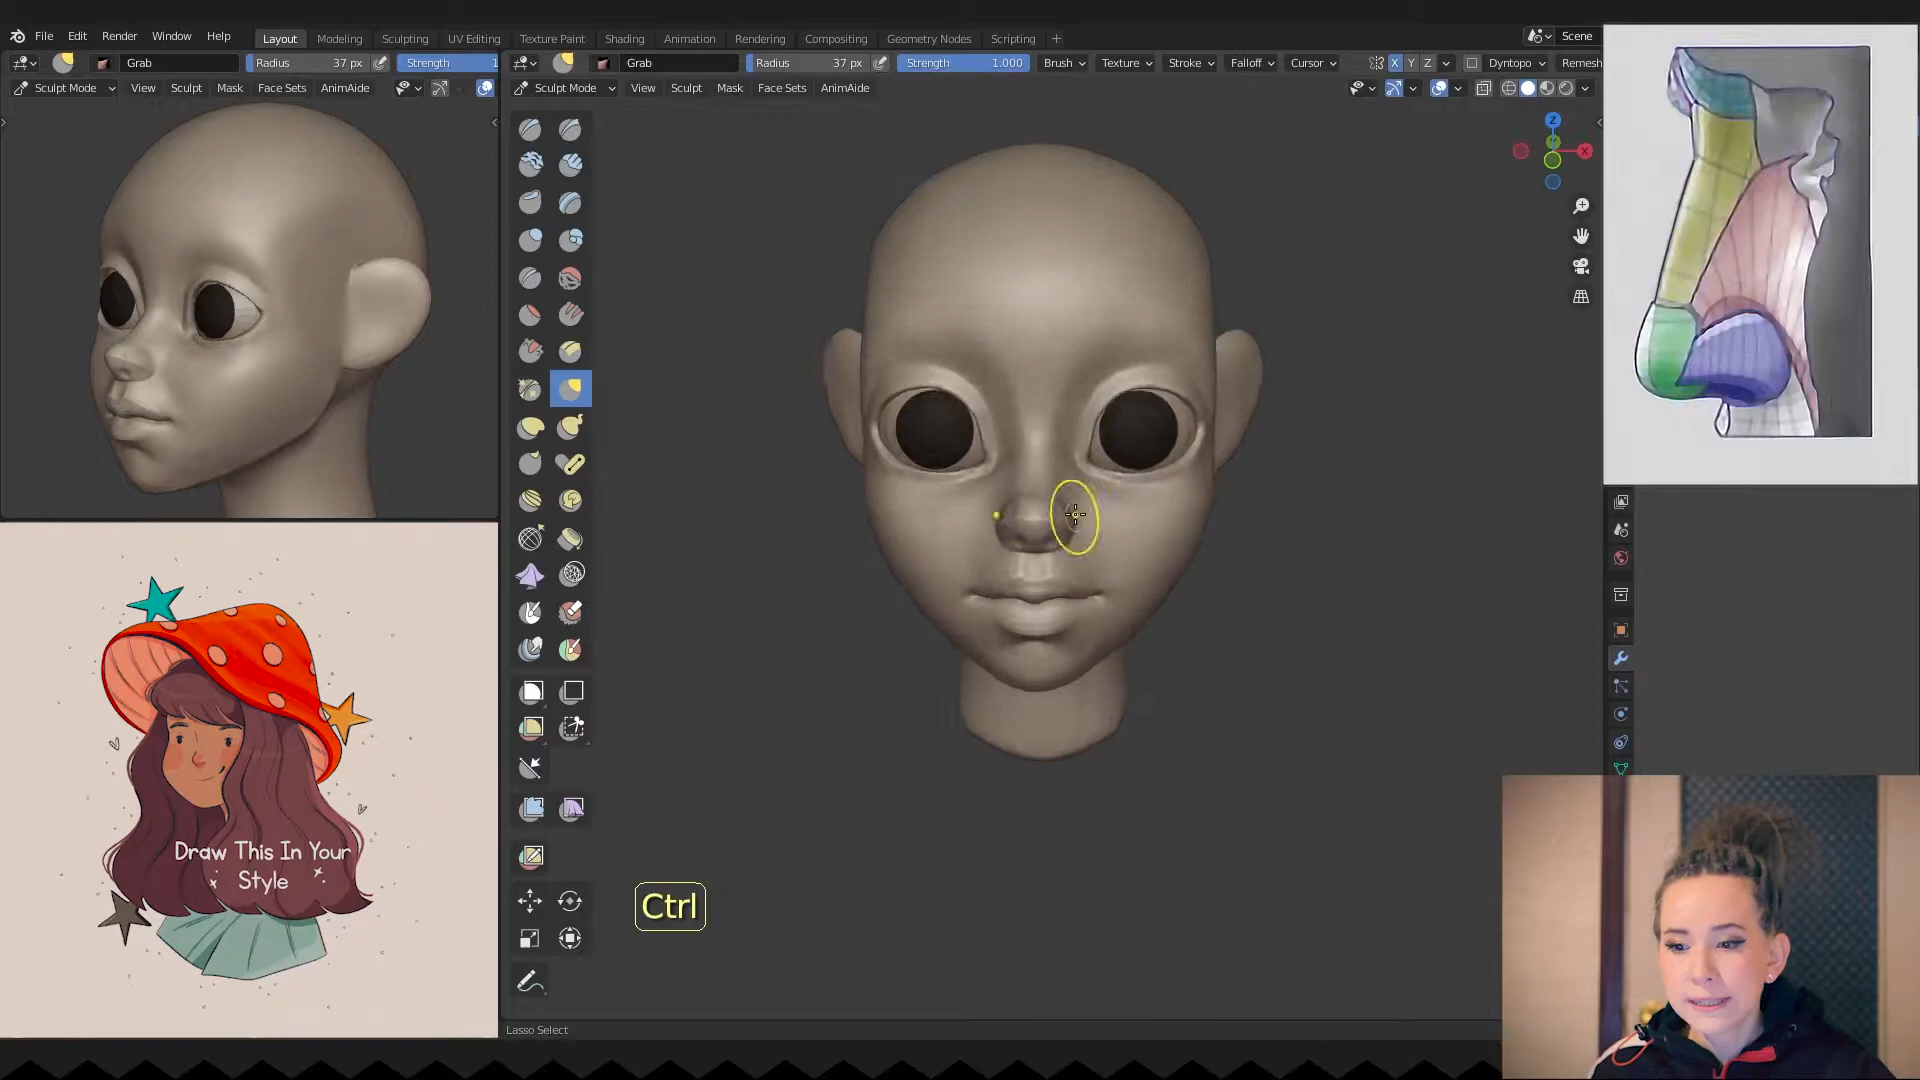 File Edit Render Window Help
Layout Modeling Sculpting UV Editing Texture Paint Shading Animation Rendering Compositing Geometry Nodes Scripting +
Scene
Grab Radius 37 px Strength 1
Sculpt Mode View Sculpt Mask Face Sets AnimAide
Grab Radius 37 px Strength 1.000 Brush Texture Stroke Falloff Cursor X Y Z Dyntopo Remesh
Sculpt Mode View Sculpt Mask Face Sets AnimAide
Z
X
Draw This In Your
Style
Ctrl
Lasso Select